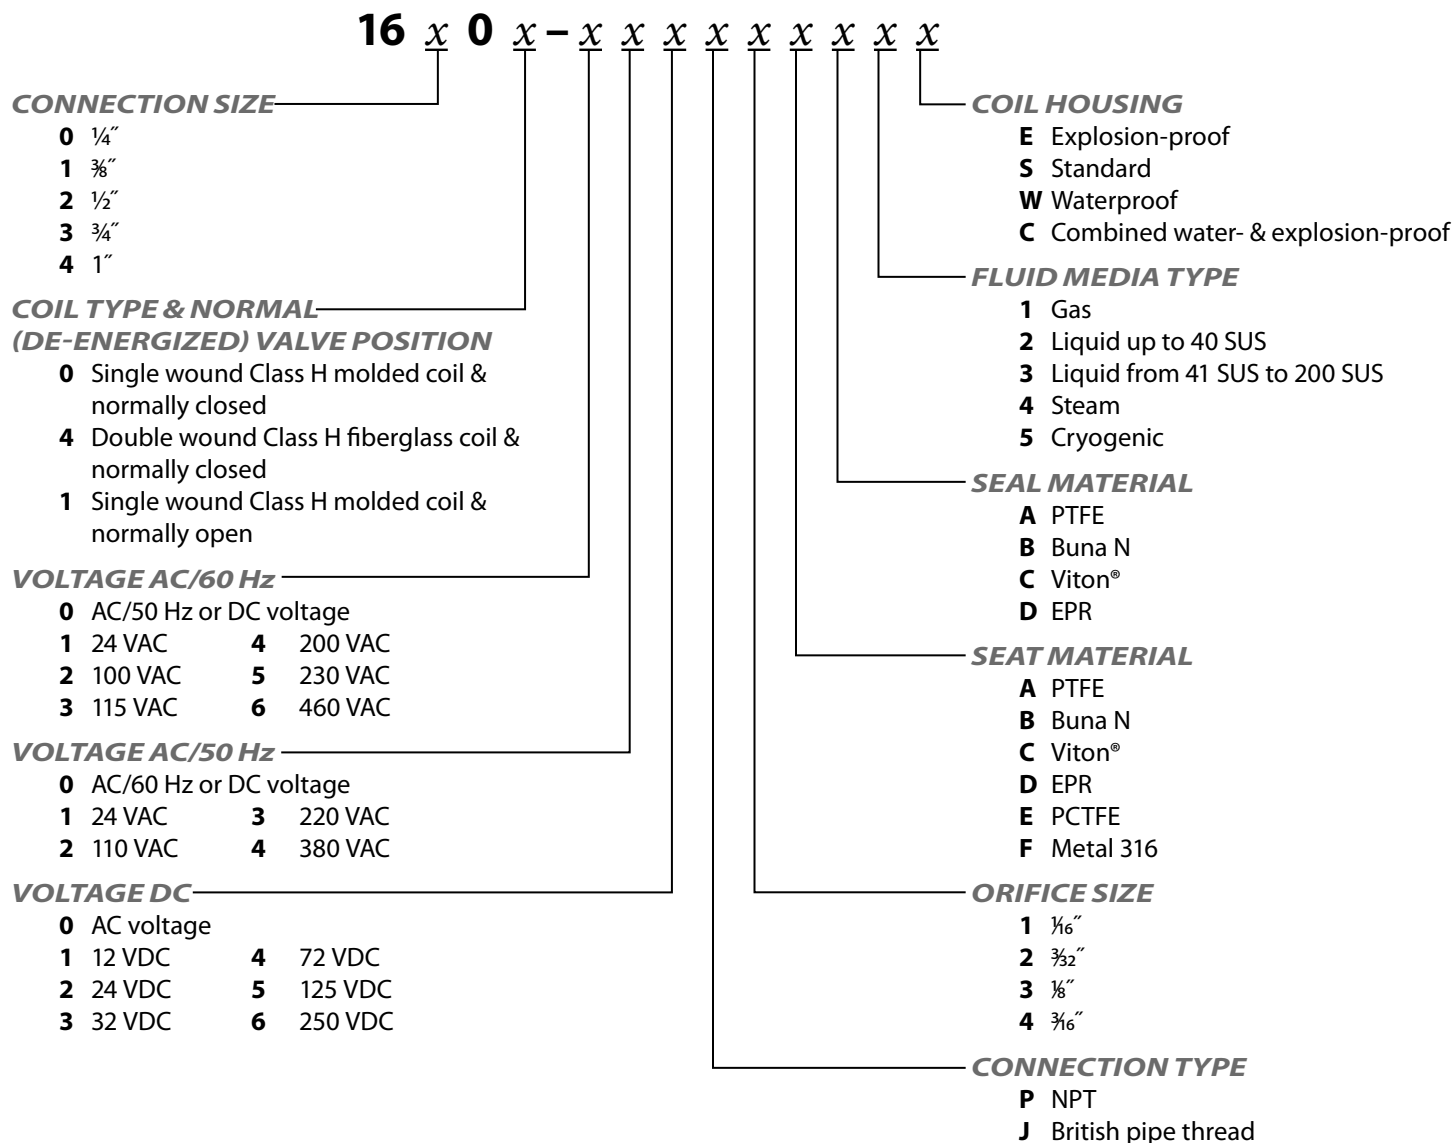 16 x 0 x – x x x x x x x x x
CONNECTION SIZE
0 ¼˝
1 ⅜˝
2 ½˝
3 ¾˝
4 1˝
COIL TYPE & NORMAL
(DE-ENERGIZED) VALVE POSITION
0 Single wound Class H molded coil &
normally closed
4 Double wound Class H fiberglass coil &
normally closed
1 Single wound Class H molded coil &
normally open
VOLTAGE AC/60 Hz
0 AC/50 Hz or DC voltage
1 24 VAC 4 200 VAC
2 100 VAC 5 230 VAC
3 115 VAC 6 460 VAC
VOLTAGE AC/50 Hz
0 AC/60 Hz or DC voltage
1 24 VAC 3 220 VAC
2 110 VAC 4 380 VAC
VOLTAGE DC
0 AC voltage
1 12 VDC 4 72 VDC
2 24 VDC 5 125 VDC
3 32 VDC 6 250 VDC
COIL HOUSING
E Explosion-proof
S Standard
W Waterproof
C Combined water- & explosion-proof
FLUID MEDIA TYPE
1 Gas
2 Liquid up to 40 SUS
3 Liquid from 41 SUS to 200 SUS
4 Steam
5 Cryogenic
SEAL MATERIAL
A PTFE
B Buna N
C Viton®
D EPR
SEAT MATERIAL
A PTFE
B Buna N
C Viton®
D EPR
E PCTFE
F Metal 316
ORIFICE SIZE
1 1⁄16˝
2 3⁄32˝
3 ⅛˝
4 3⁄16˝
CONNECTION TYPE
P NPT
J British pipe thread